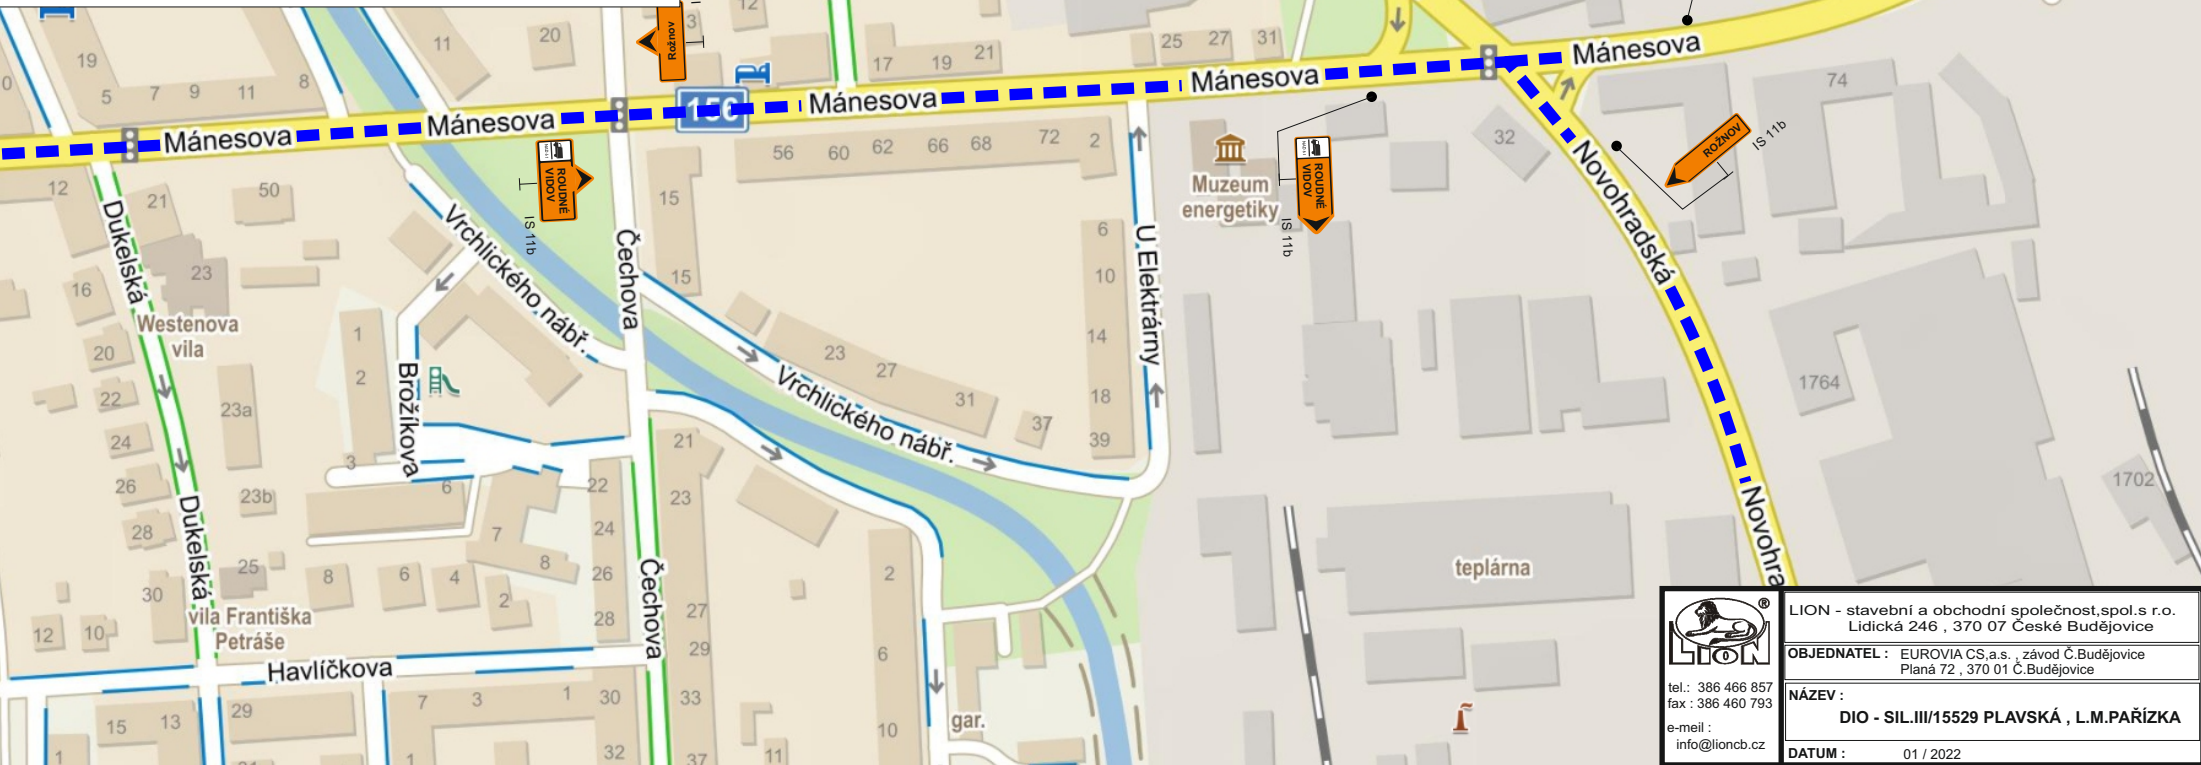 Mánesova
Mánesova
Mánesova
Mánesova
Mánesova
156
Rožnov
ROUDNÉ
VIDOV
IS 11b
ROUDNÉ
VIDOV
IS 11b
ROŽNOV
IS 11b
Muzeum
energetiky
Novohradská
Novohra
Dukelská
Dukelská
Westenova
vila
vila Františka
Petráše
Havlíčkova
Brožíkova
Vrchlického nábř.
Vrchlického nábř.
Čechova
Čechova
U Elektrárny
teplárna
gar.
19
5
7
9
11
8
11
20
3
12
17
19
21
25
27
31
74
32
12
21
50
23
16
20
22
24
26
28
30
12
10
23a
23b
25
1
2
3
6
7
8
8
6
4
2
15
15
56
60
62
66
68
72
2
6
10
14
18
39
23
27
31
37
21
23
22
24
26
28
27
29
33
37
2
6
10
11
15
13
29
7
3
1
30
32
1
1
1764
1702
LION
®
tel.: 386 466 857
fax : 386 460 793
e-meil :
info@lioncb.cz
LION - stavební a obchodní společnost,spol.s r.o.
Lidická 246 , 370 07 České Budějovice
OBJEDNATEL : EUROVIA CS,a.s. , závod Č.Budějovice
Planá 72 , 370 01 Č.Budějovice
NÁZEV :
DIO - SIL.III/15529 PLAVSKÁ , L.M.PAŘÍZKA
DATUM : 01 / 2022